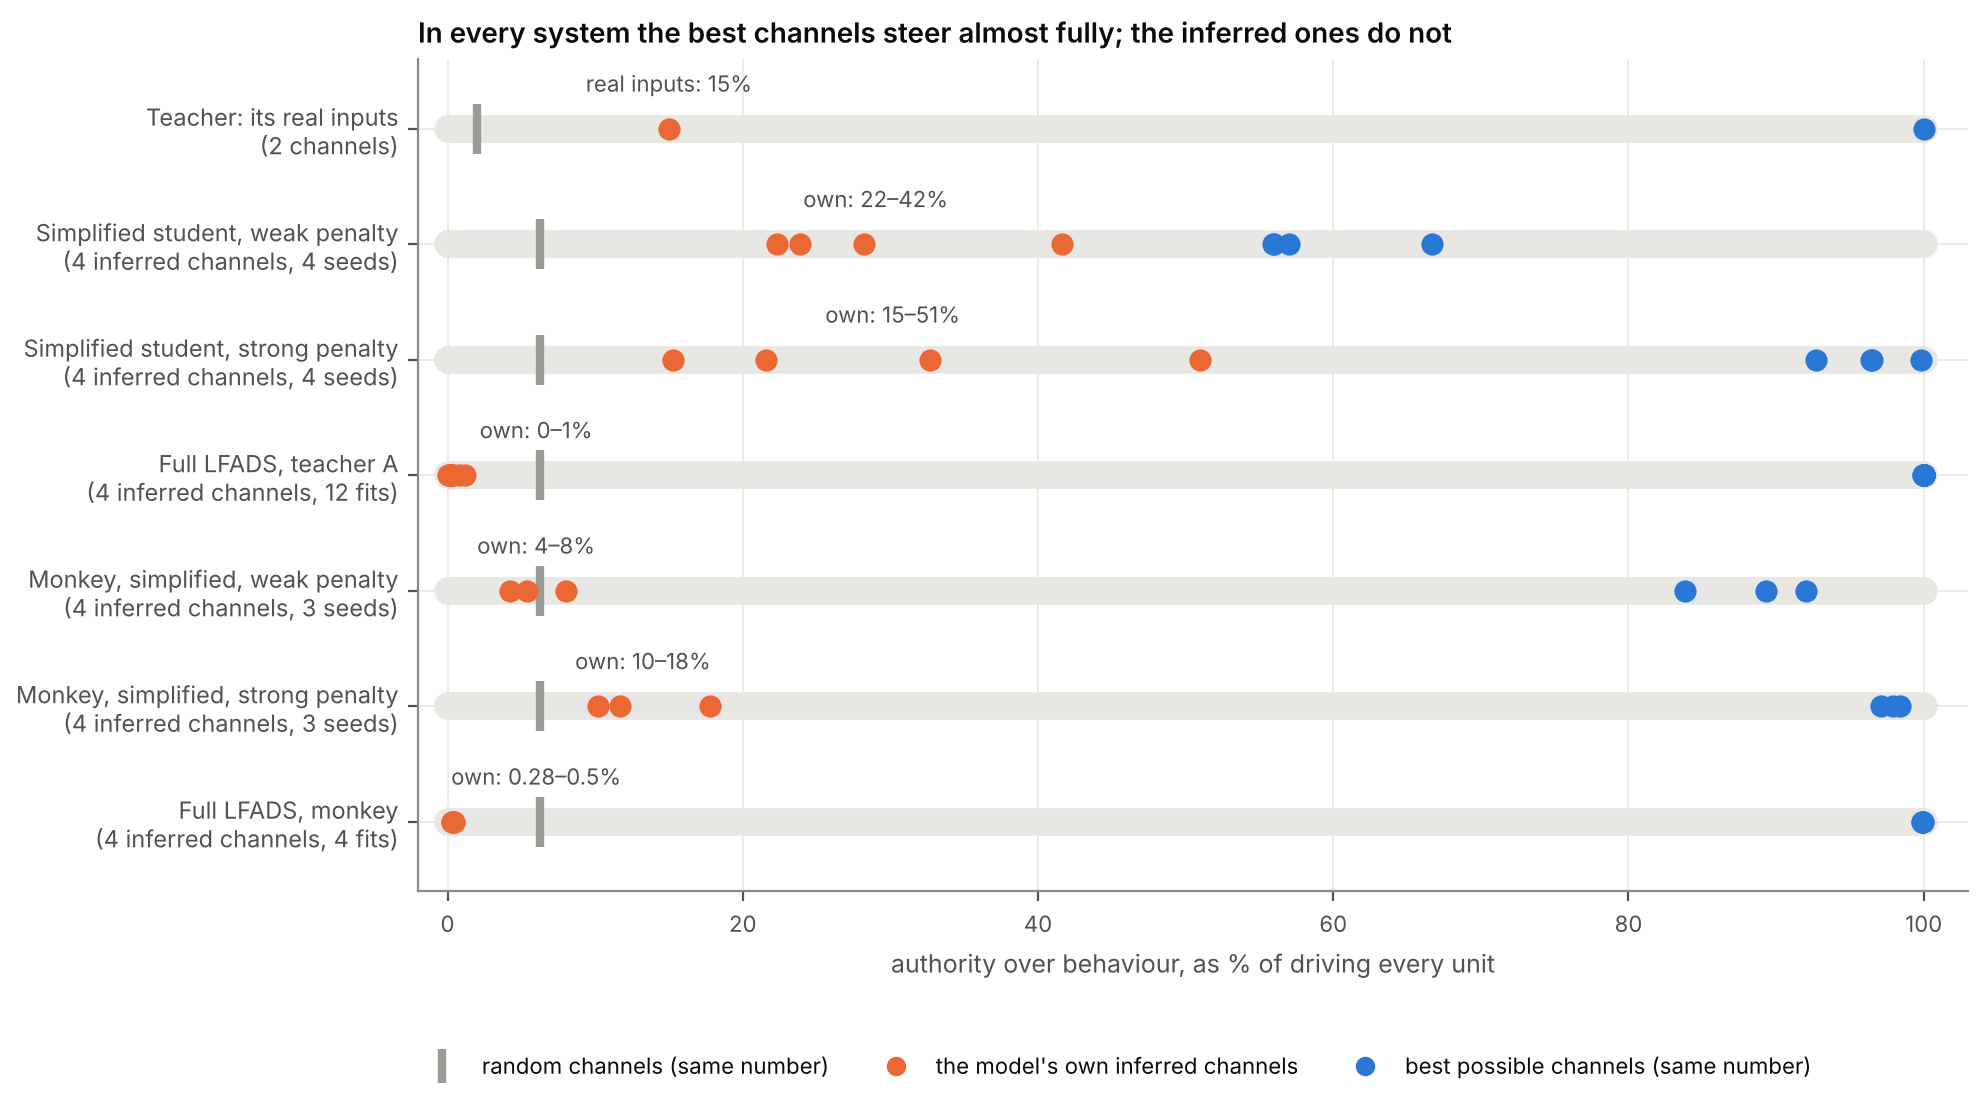 In every system the best channels steer almost fully; the inferred ones do not
real inputs: 15%
Teacher: its real inputs
(2 channels)
own: 22–42%
Simplified student, weak penalty
(4 inferred channels, 4 seeds)
own: 15–51%
Simplified student, strong penalty
(4 inferred channels, 4 seeds)
own: 0–1%
Full LFADS, teacher A
(4 inferred channels, 12 fits)
own: 4–8%
Monkey, simplified, weak penalty
(4 inferred channels, 3 seeds)
own: 10–18%
Monkey, simplified, strong penalty
(4 inferred channels, 3 seeds)
own: 0.28–0.5%
Full LFADS, monkey
(4 inferred channels, 4 fits)
0 20 40 60 80 100
authority over behaviour, as % of driving every unit
random channels (same number) the model's own inferred channels best possible channels (same number)